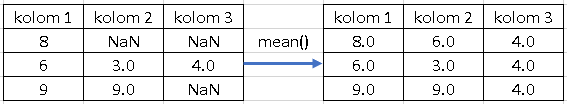 kolom 1 kolom 2 kolom 3
8 NaN NaN
6 3.0 4.0
9 9.0 NaN
mean()
kolom 1 kolom 2 kolom 3
8.0 6.0 4.0
6.0 3.0 4.0
9.0 9.0 4.0